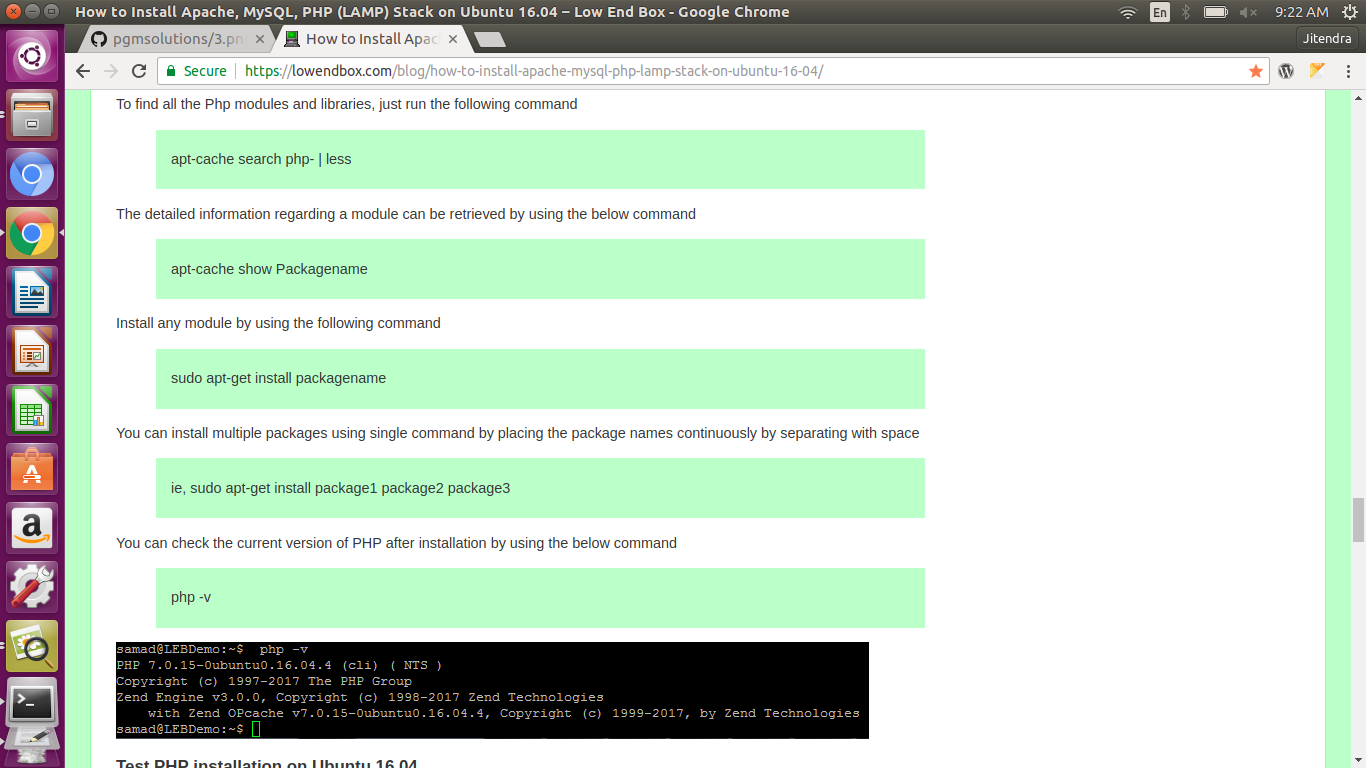 How to Install Apache, MySQL, PHP (LAMP) Stack on Ubuntu 16.04 – Low End Box - Google Chrome
En
9:22 AM
pgmsolutions/3.pn
How to Install Apac
Jitendra
Secure
https://lowendbox.com/blog/how-to-install-apache-mysql-php-lamp-stack-on-ubuntu-16-04/
To find all the Php modules and libraries, just run the following command
apt-cache search php- | less
The detailed information regarding a module can be retrieved by using the below command
apt-cache show Packagename
Install any module by using the following command
sudo apt-get install packagename
You can install multiple packages using single command by placing the package names continuously by separating with space
ie, sudo apt-get install package1 package2 package3
You can check the current version of PHP after installation by using the below command
php -v
samad@LEBDemo:~$  php -v
PHP 7.0.15-0ubuntu0.16.04.4 (cli) ( NTS )
Copyright (c) 1997-2017 The PHP Group
Zend Engine v3.0.0, Copyright (c) 1998-2017 Zend Technologies
    with Zend OPcache v7.0.15-0ubuntu0.16.04.4, Copyright (c) 1999-2017, by Zend Technologies
samad@LEBDemo:~$
Test PHP installation on Ubuntu 16.04